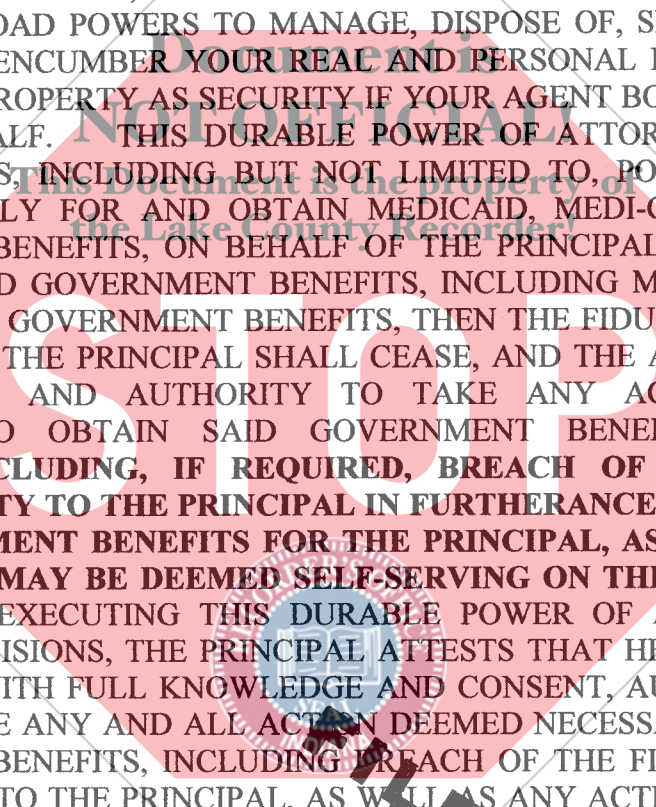 OAD POWERS TO MANAGE, DISPOSE OF, S
ENCUMBER YOUR REAL AND PERSONAL
Document is
ROPERTY AS SECURITY IF YOUR AGENT BO
NOT OFFICIAL!
ALF. THIS DURABLE POWER OF ATTOR
S, INCLUDING BUT NOT LIMITED TO, PO
This Document is the property of
LY FOR AND OBTAIN MEDICAID, MEDI-
the Lake County Recorder!
BENEFITS, ON BEHALF OF THE PRINCIPAL
D GOVERNMENT BENEFITS, INCLUDING M
GOVERNMENT BENEFITS, THEN THE FIDU
THE PRINCIPAL SHALL CEASE, AND THE A
STOP
AND AUTHORITY TO TAKE ANY AC
O OBTAIN SAID GOVERNMENT BENE
CLUDING, IF REQUIRED, BREACH OF
TY TO THE PRINCIPAL IN FURTHERANCE
MENT BENEFITS FOR THE PRINCIPAL, AS
MAY BE DEEMED SELF-SERVING ON TH
EXECUTING THIS DURABLE POWER OF
ISIONS, THE PRINCIPAL ATTESTS THAT H
ITH FULL KNOWLEDGE AND CONSENT, AU
SEAL
E ANY AND ALL ACTION DEEMED NECESS
INDIANA
BENEFITS, INCLUDING BREACH OF THE FI
TO THE PRINCIPAL, AS WELL AS ANY ACTI